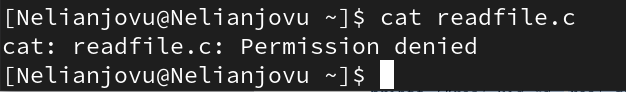 [Nelianjovu@Nelianjovu ~]$ cat readfile.c
cat: readfile.c: Permission denied
[Nelianjovu@Nelianjovu ~]$